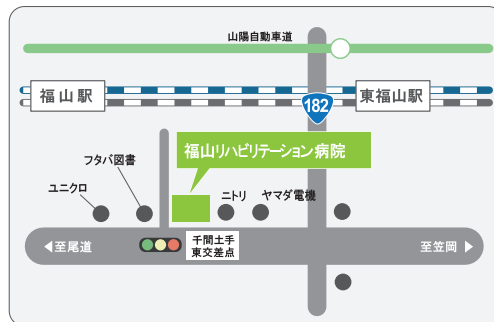 山陽自動車道
福山駅
182
東福山駅
福山リハビリテーション病院
フタバ図書
ユニクロ
ニトリ
ヤマダ電機
◀至尾道
千間土手
東交差点
至笠岡▶